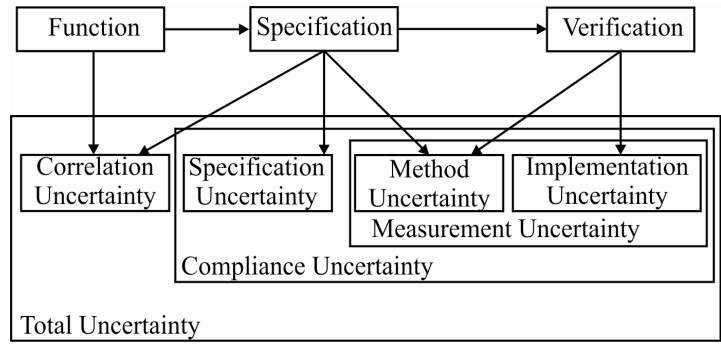 Function
Specification
Verification
Correlation
Uncertainty
Specification
Uncertainty
Method
Uncertainty
Implementation
Uncertainty
Measurement Uncertainty
Compliance Uncertainty
Total Uncertainty